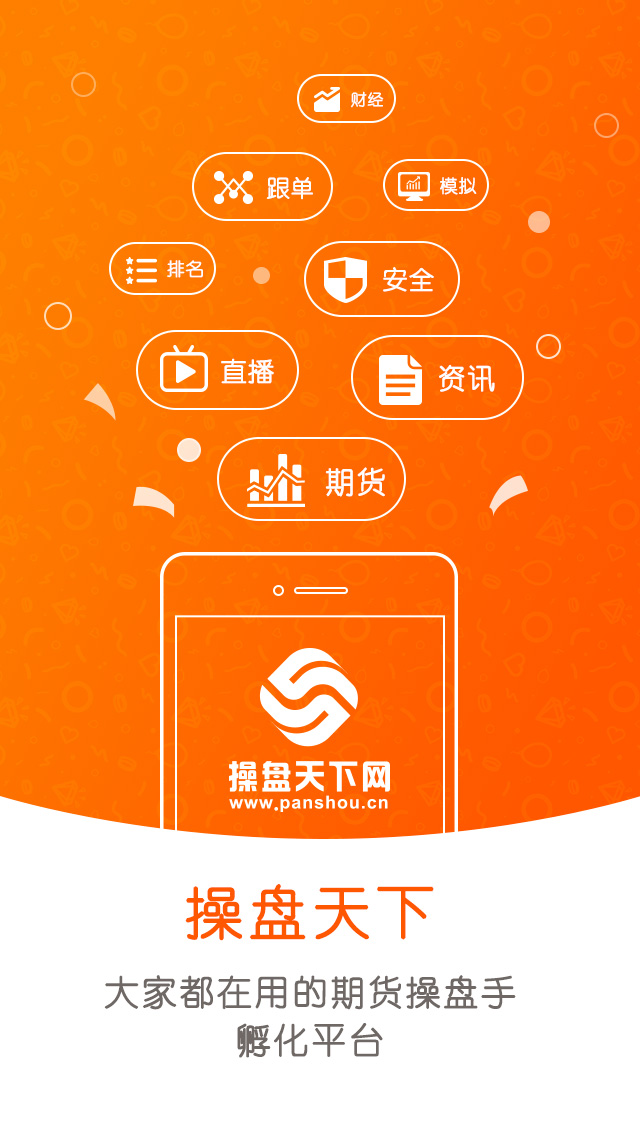 财经
跟单
模拟
排名
安全
直播
资讯
期货
操盘天下网
www.panshou.cn
操盘天下
大家都在用的期货操盘手
孵化平台